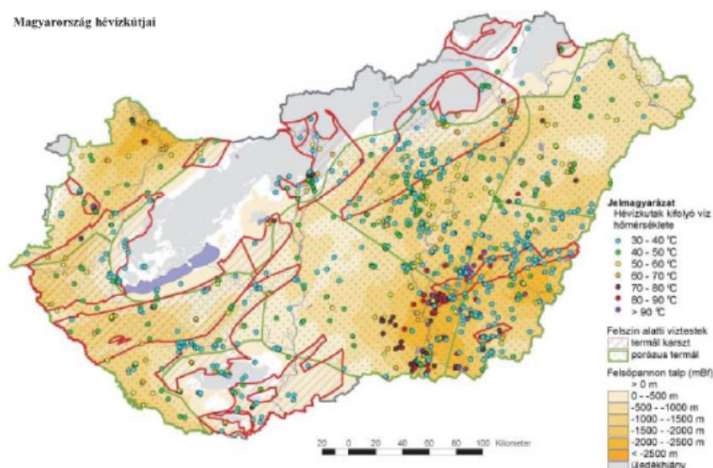 Magyarország hévízkútjai
Jelmagyarázat
Hévízkutak kifolyó víz
hőmérséklete
30 - 40 °C
40 - 50 °C
50 - 60 °C
60 - 70 °C
70 - 80 °C
80 - 90 °C
> 90 °C
Felszín alatti víztestek
termál karszt
porózus termál
Felsőpannon talp (mBf)
> 0 m
0 - -500 m
-500 - -1000 m
-1000 - -1500 m
-1500 - -2000 m
-2000 - -2500 m
< -2500 m
üledékhiány
20 0 20 40 60 80 100 Kilometer